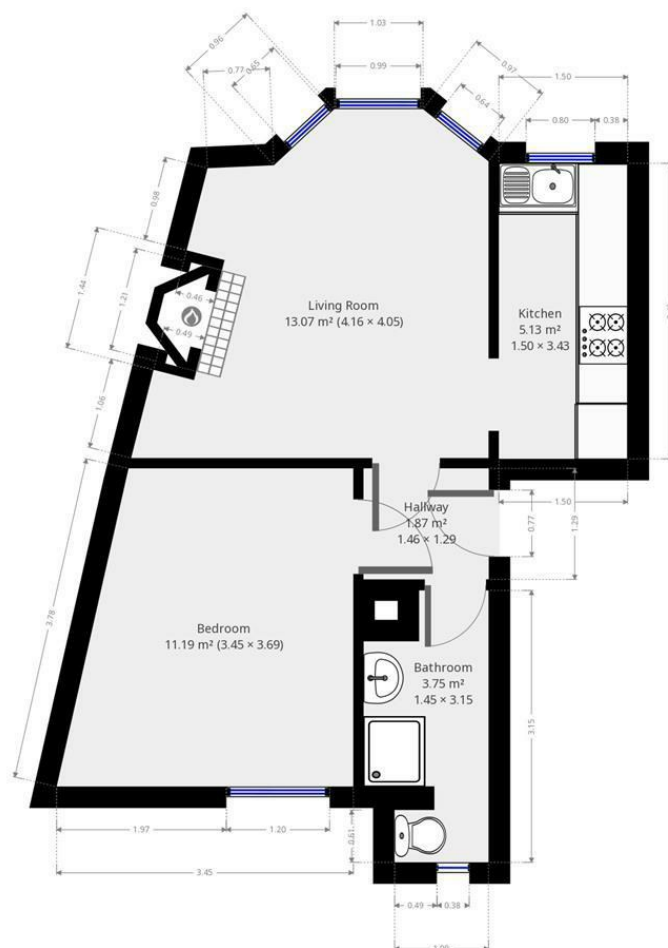 1.03
0.96
0.77
0.65
0.99
0.97
0.64
1.50
0.80
0.38
0.98
1.44
1.21
0.46
0.49
1.06
Living Room
13.07 m² (4.16 × 4.05)
Kitchen
5.13 m²
1.50 × 3.43
Hallway
1.87 m²
1.46 × 1.29
1.50
0.77
1.29
3.78
Bedroom
11.19 m² (3.45 × 3.69)
Bathroom
3.75 m²
1.45 × 3.15
3.15
1.97
1.20
0.61
3.45
0.49
0.38